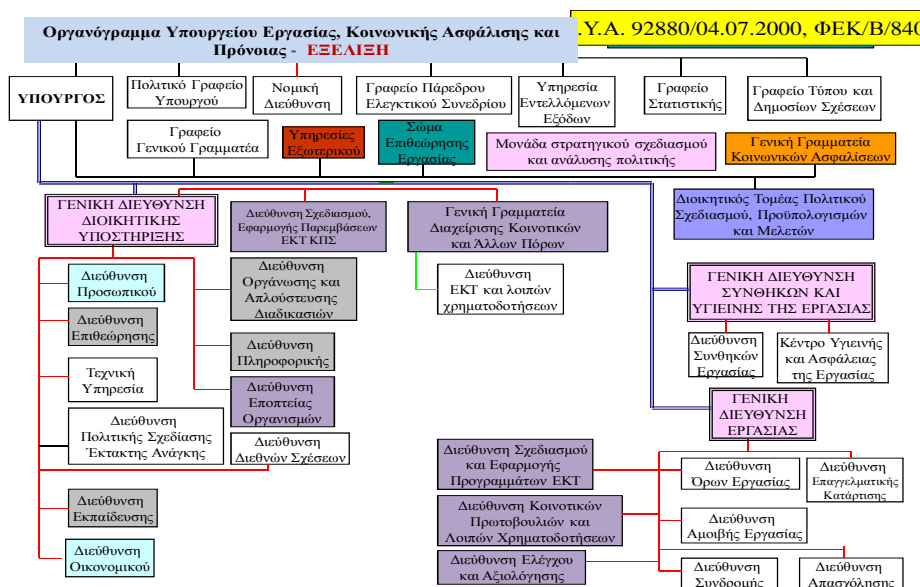 Οργανόγραμμα Υπουργείου Εργασίας, Κοινωνικής Ασφάλισης και
Πρόνοιας - ΕΞΕΛΙΞΗ
.Υ.Α. 92880/04.07.2000, ΦΕΚ/Β/840
ΥΠΟΥΡΓΟΣ
Πολιτικό Γραφείο
Υπουργού
Νομική
Διεύθυνση
Γραφείο Πάρεδρου
Ελεγκτικού Συνεδρίου
Υπηρεσία
Εντελλόμενων
Εξόδων
Γραφείο
Στατιστικής
Γραφείο Τύπου και
Δημοσίων Σχέσεων
Γραφείο
Γενικού Γραμματέα
Υπηρεσίες
Εξωτερικού
Σώμα
Επιθεώρησης
Εργασίας
Μονάδα στρατηγικού σχεδιασμού
και ανάλυσης πολιτικής
Γενική Γραμματεία
Κοινωνικών Ασφαλίσεων
ΓΕΝΙΚΗ ΔΙΕΥΘΥΝΣΗ
ΔΙΟΙΚΗΤΙΚΗΣ
ΥΠΟΣΤΗΡΙΞΗΣ
Διεύθυνση Σχεδιασμού,
Εφαρμογής Παρεμβάσεων
ΕΚΤ ΚΠΣ
Γενική Γραμματεία
Διαχείρισης Κοινοτικών
και Άλλων Πόρων
Διοικητικός Τομέας Πολιτικού
Σχεδιασμού, Προϋπολογισμών
και Μελετών
Διεύθυνση
Προσωπικού
Διεύθυνση
Οργάνωσης και
Απλούστευσης
Διαδικασιών
Διεύθυνση
ΕΚΤ και λοιπών
χρηματοδοτήσεων
ΓΕΝΙΚΗ ΔΙΕΥΘΥΝΣΗ
ΣΥΝΘΗΚΩΝ ΚΑΙ
ΥΓΙΕΙΝΗΣ ΤΗΣ ΕΡΓΑΣΙΑΣ
Διεύθυνση
Επιθεώρησης
Διεύθυνση
Πληροφορικής
Διεύθυνση
Συνθηκών
Εργασίας
Κέντρο Υγιεινής
και Ασφάλειας
της Εργασίας
Τεχνική
Υπηρεσία
Διεύθυνση
Εποπτείας
Οργανισμών
ΓΕΝΙΚΗ
ΔΙΕΥΘΥΝΣΗ
ΕΡΓΑΣΙΑΣ
Διεύθυνση
Πολιτικής Σχεδίασης
Έκτακτης Ανάγκης
Διεύθυνση
Διεθνών Σχέσεων
Διεύθυνση Σχεδιασμού
και Εφαρμογής
Προγραμμάτων ΕΚΤ
Διεύθυνση
Όρων Εργασίας
Διεύθυνση
Επαγγελματικής
Κατάρτισης
Διεύθυνση
Εκπαίδευσης
Διεύθυνση Κοινοτικών
Πρωτοβουλιών και
Λοιπών Χρηματοδοτήσεων
Διεύθυνση
Αμοιβής Εργασίας
Διεύθυνση
Οικονομικού
Διεύθυνση Ελέγχου
και Αξιολόγησης
Διεύθυνση
Συνδρομής
Διεύθυνση
Απασχόλησης